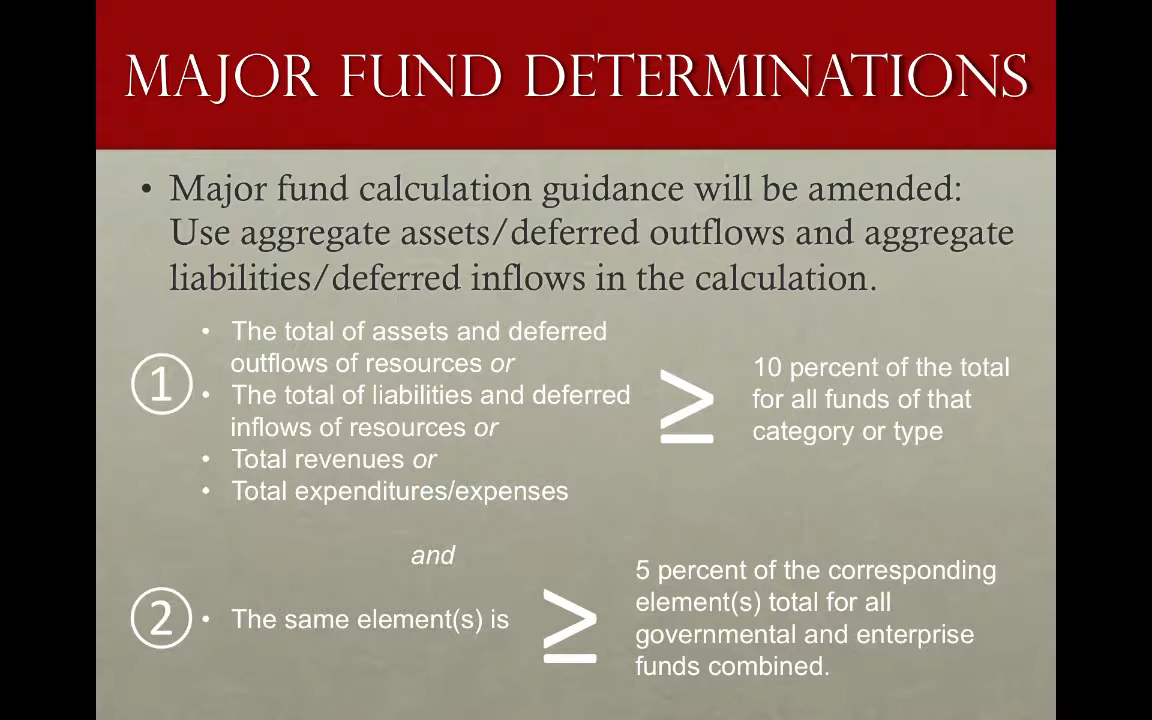 MAJOR FUND DETERMINATIONS
• Major fund calculation guidance will be amended:
Use aggregate assets/deferred outflows and aggregate
liabilities/deferred inflows in the calculation.
①
• The total of assets and deferred
outflows of resources or
• The total of liabilities and deferred
inflows of resources or
• Total revenues or
• Total expenditures/expenses
≥
10 percent of the total
for all funds of that
category or type
and
②
• The same element(s) is
≥
5 percent of the corresponding
element(s) total for all
governmental and enterprise
funds combined.